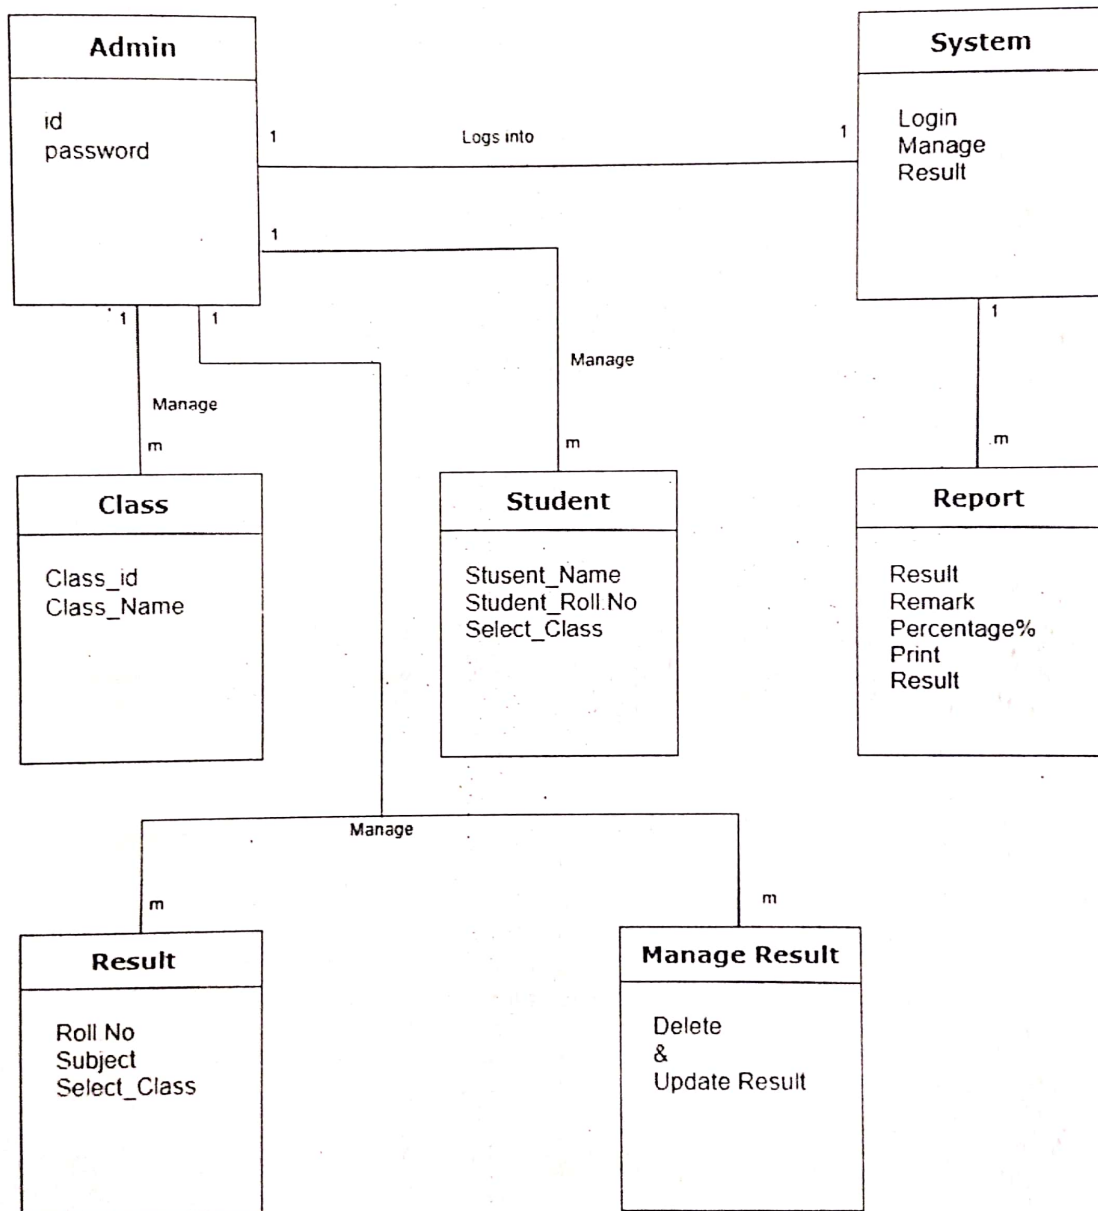 Admin
id
password
System
Login
Manage
Result
1
Logs into
1
1
1
1
1
Manage
Manage
m
m
m
Class
Class_id
Class_Name
Student
Stusent_Name
Student_Roll.No
Select_Class
Report
Result
Remark
Percentage%
Print
Result
Manage
m
m
Result
Roll No
Subject
Select_Class
Manage Result
Delete
&
Update Result